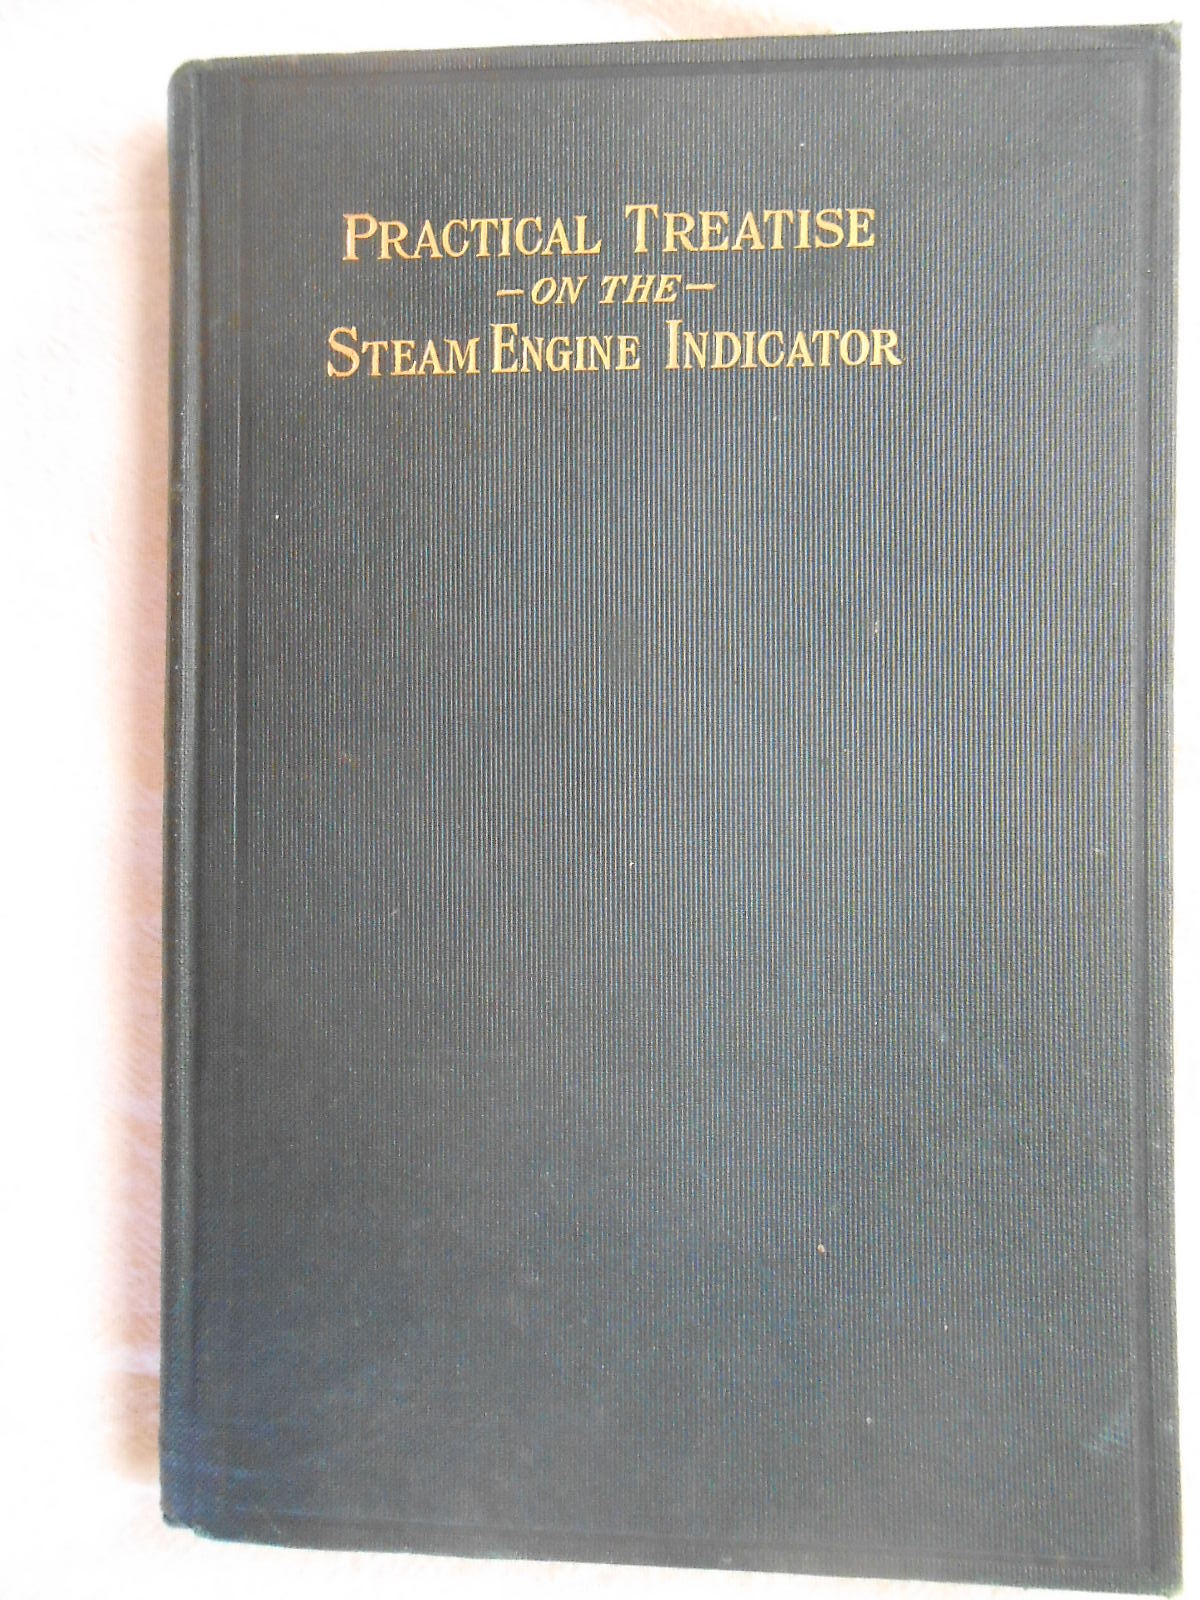 PRACTICAL TREATISE
–ON THE–
STEAM ENGINE INDICATOR